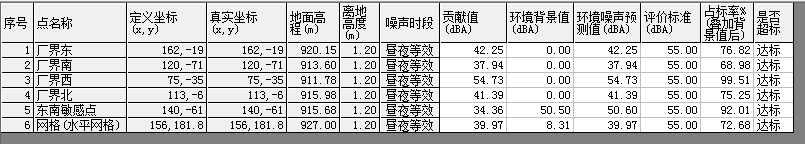 序号 点名称 定义坐标(x,y) 真实坐标(x,y) 地面高程(m) 离地高度(m) 噪声时段 贡献值(dBA) 环境背景值(dBA) 环境噪声预测值(dBA) 评价标准(dBA) 占标率%(叠加背景值后) 是否超标
1 厂界东 162,-19 162,-19 920.15 1.20 昼夜等效 42.25 0.00 42.25 55.00 76.82 达标
2 厂界南 120,-71 120,-71 913.60 1.20 昼夜等效 37.94 0.00 37.94 55.00 68.98 达标
3 厂界西 75,-35 75,-35 911.78 1.20 昼夜等效 54.73 0.00 54.73 55.00 99.51 达标
4 厂界北 113,-6 113,-6 915.98 1.20 昼夜等效 41.39 0.00 41.39 55.00 75.25 达标
5 东南敏感点 140,-61 140,-61 915.68 1.20 昼夜等效 34.36 50.50 50.60 55.00 92.01 达标
6 网格(水平网格) 156,181.8 156,181.8 927.00 1.20 昼夜等效 39.97 8.31 39.97 55.00 72.68 达标